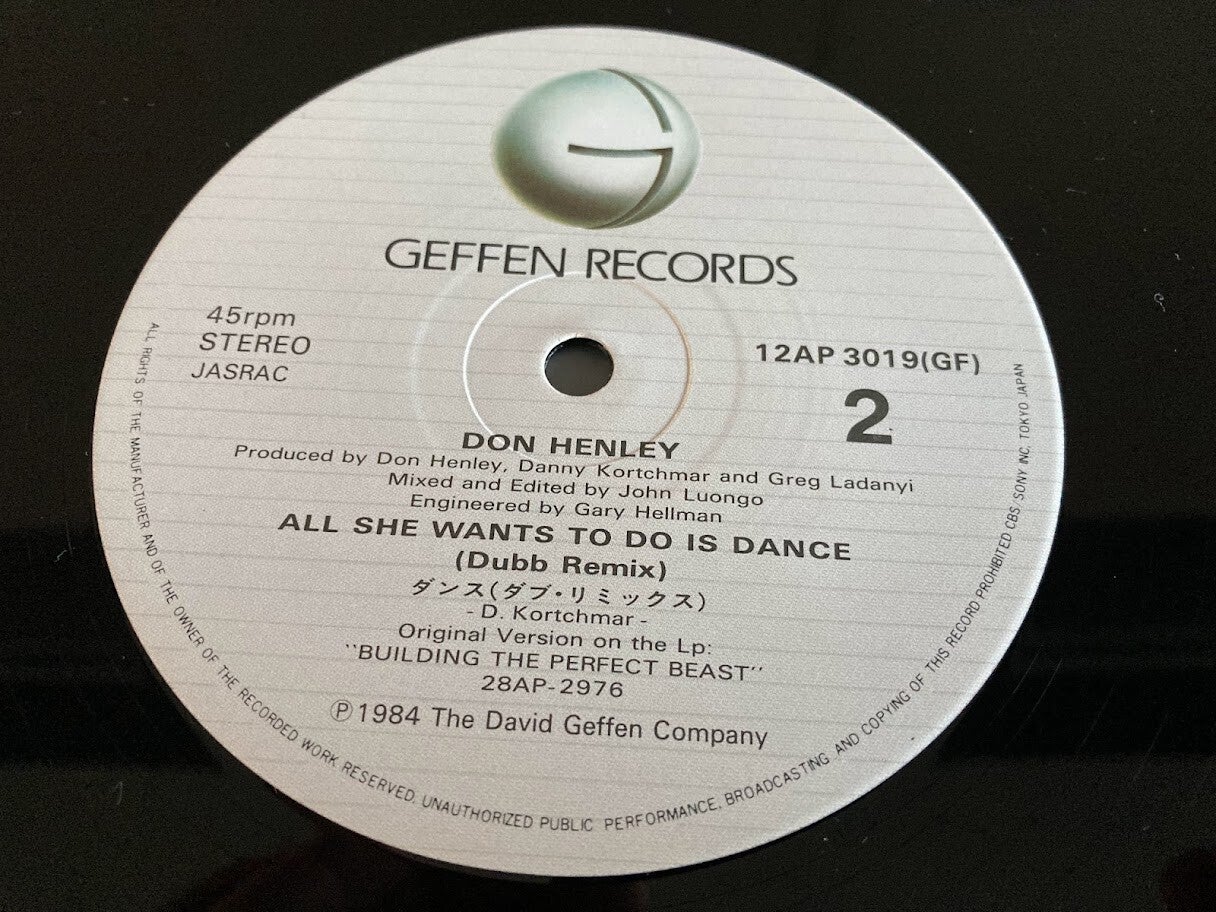 GEFFEN RECORDS
45rpm
STEREO
JASRAC
12AP 3019(GF)
2
DON HENLEY
Produced by Don Henley, Danny Kortchmar and Greg Ladanyi
Mixed and Edited by John Luongo
Engineered by Gary Hellman
ALL SHE WANTS TO DO IS DANCE
(Dubb Remix)
ダンス(ダブ・リミックス)
- D. Kortchmar -
Original Version on the Lp:
"BUILDING THE PERFECT BEAST"
28AP-2976
℗1984 The David Geffen Company
ALL RIGHTS OF THE MANUFACTURER AND OF THE OWNER OF THE RECORDED WORK RESERVED. UNAUTHORIZED PUBLIC PERFORMANCE, BROADCASTING AND COPYING OF THIS RECORD PROHIBITED CBS/SONY INC. TOKYO JAPAN